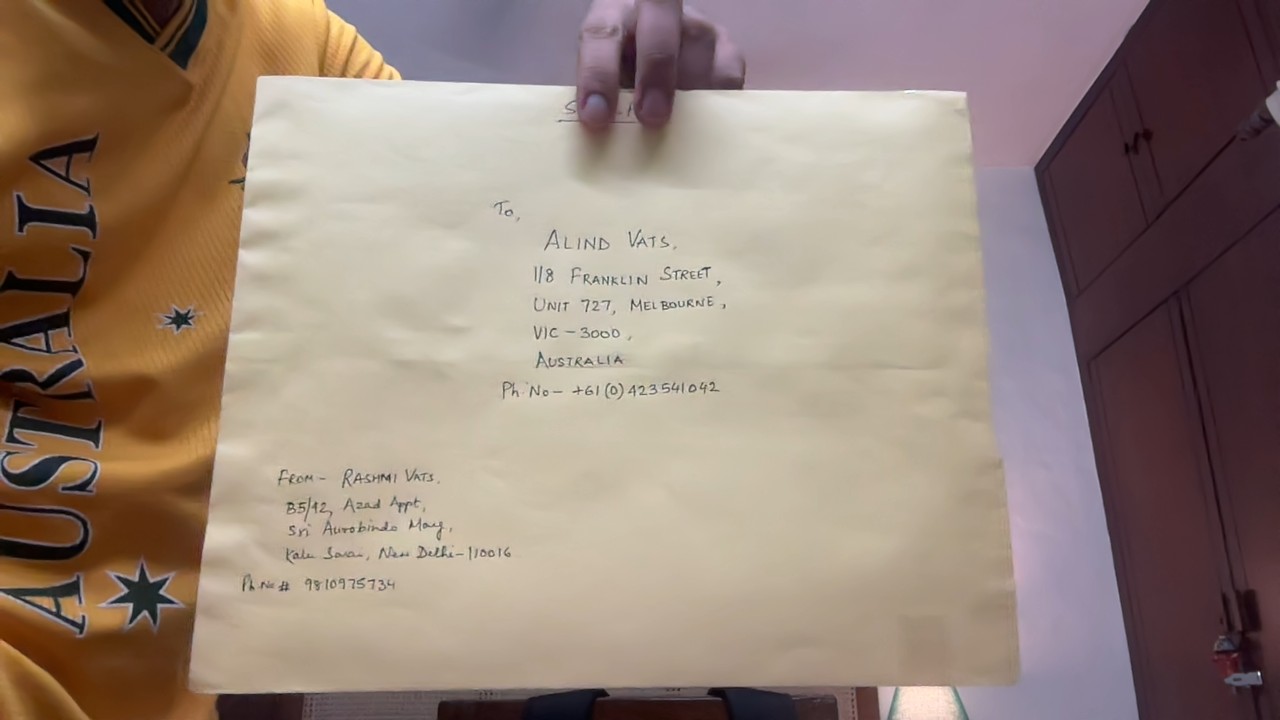 To,
ALIND VATS,
118 FRANKLIN STREET,
UNIT 727, MELBOURNE,
VIC - 3000,
AUSTRALIA
Ph. No - +61 (0) 423541042
FROM - RASHMI VATS,
B5/42, Azad Appt,
Sri Aurobindo Marg,
Kalu Sarai, New Delhi - 110016
Ph. No # 9810975734
AUSTRALIA